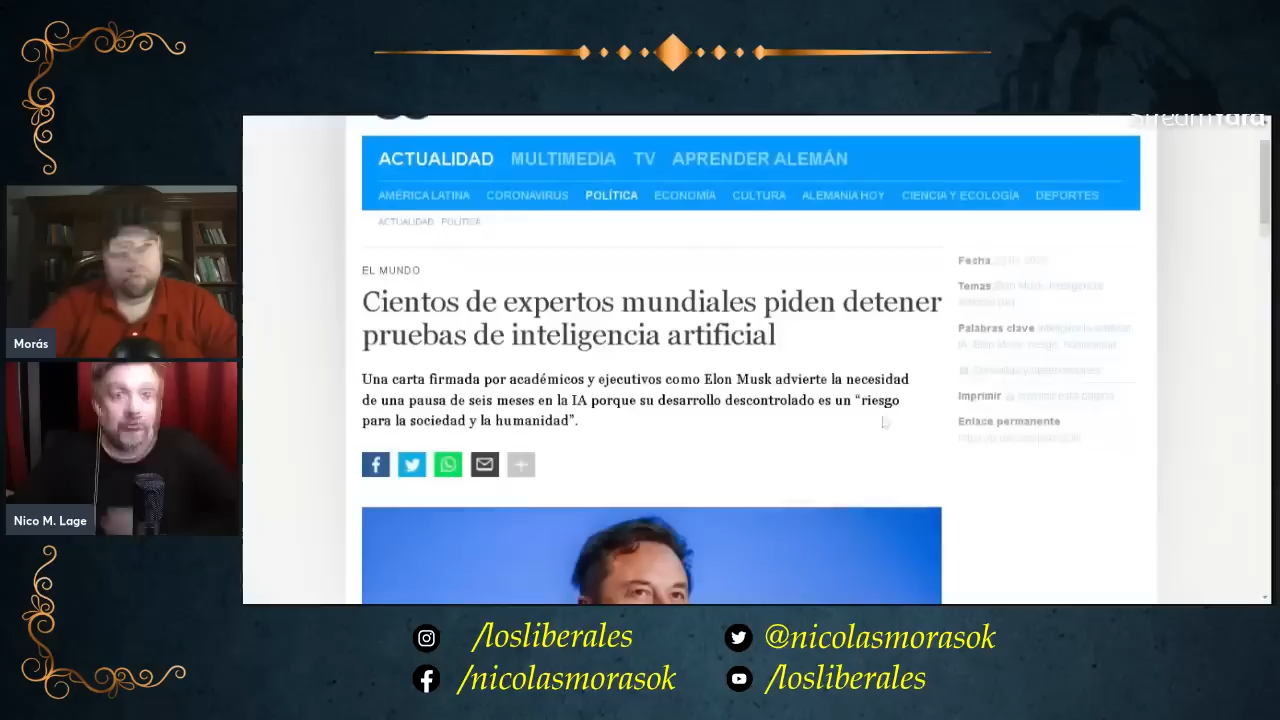 StreamYard
ACTUALIDAD MULTIMEDIA TV APRENDER ALEMÁN
AMÉRICA LATINA CORONAVIRUS POLÍTICA ECONOMÍA CULTURA ALEMANIA HOY CIENCIA Y ECOLOGÍA DEPORTES
ACTUALIDAD POLÍTICA
EL MUNDO
Cientos de expertos mundiales piden detener
pruebas de inteligencia artificial
Una carta firmada por académicos y ejecutivos como Elon Musk advierte la necesidad
de una pausa de seis meses en la IA porque su desarrollo descontrolado es un “riesgo
para la sociedad y la humanidad”.
Fecha
Temas Elon Musk, Inteligencia
Palabras clave
Imprimir
Enlace permanente
Morás
Nico M. Lage
/losliberales
@nicolasmorasok
/nicolasmorasok
/losliberales